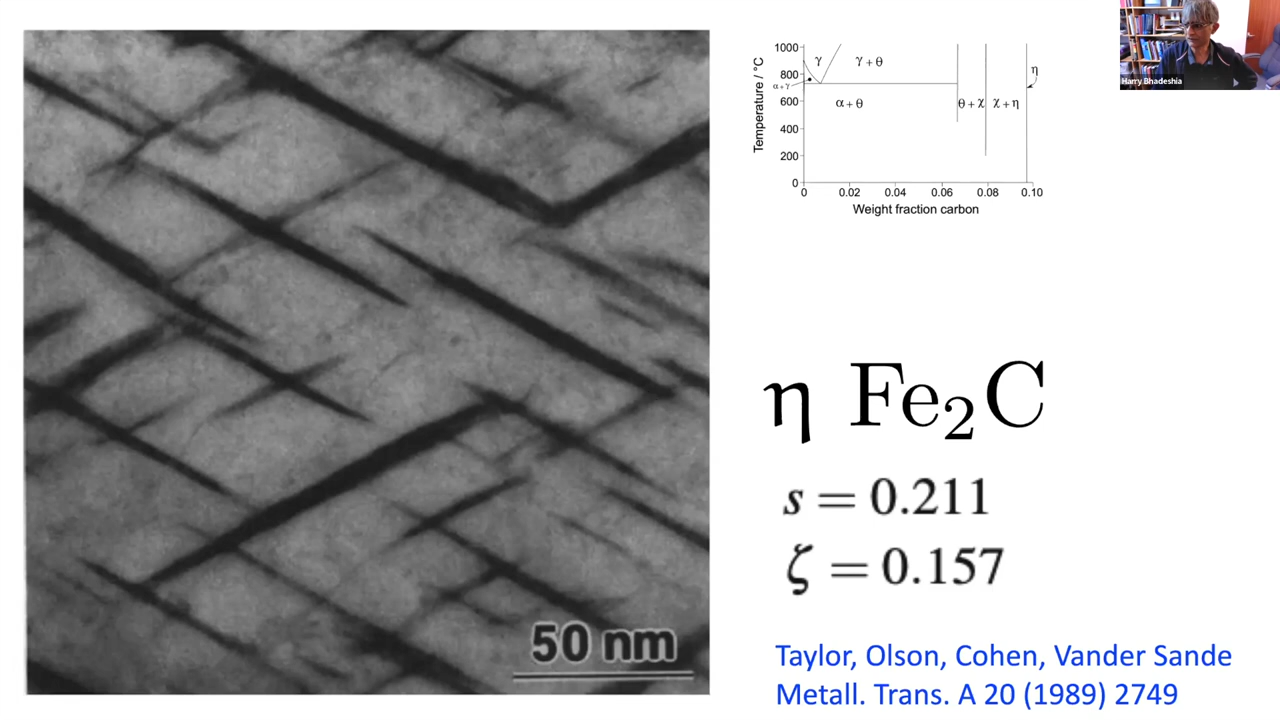 50 nm
Harry Bhadeshia
Temperature / °C
1000
800
600
400
200
0
γ
γ + θ
α+γ
α + θ
θ + χ
χ + η
η
0
0.02
0.04
0.06
0.08
0.10
Weight fraction carbon
η Fe₂C
s = 0.211
ζ = 0.157
Taylor, Olson, Cohen, Vander Sande
Metall. Trans. A 20 (1989) 2749